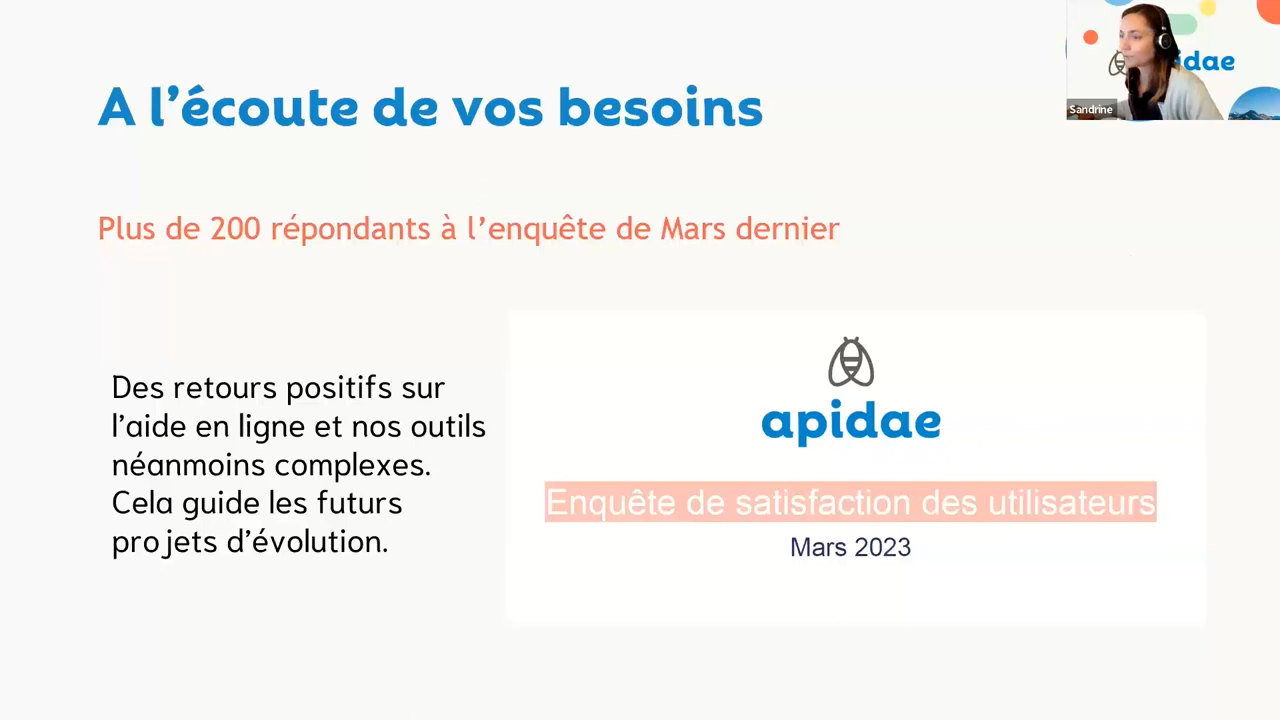 A l'écoute de vos besoins
idae
Sandrine
Plus de 200 répondants à l'enquête de Mars dernier
Des retours positifs sur
l'aide en ligne et nos outils
néanmoins complexes.
Cela guide les futurs
projets d'évolution.
apidae
Enquête de satisfaction des utilisateurs
Mars 2023